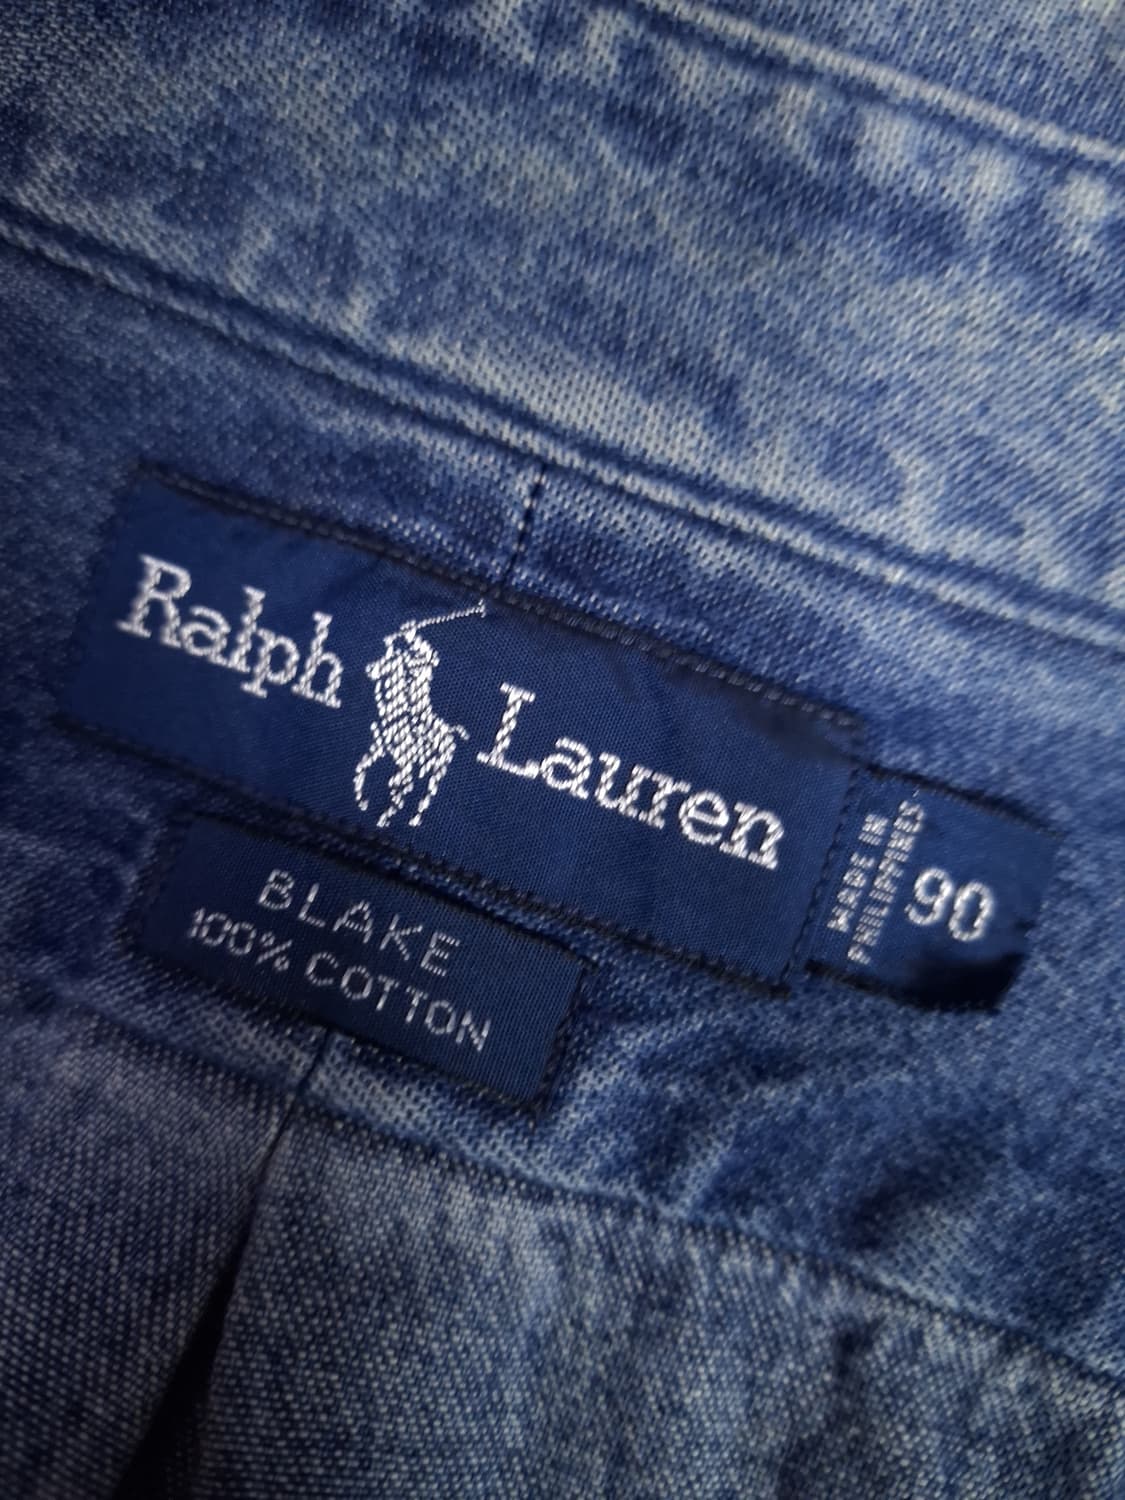 Ralph Lauren
MADE IN
PHILIPPINES
90
BLAKE
100% COTTON